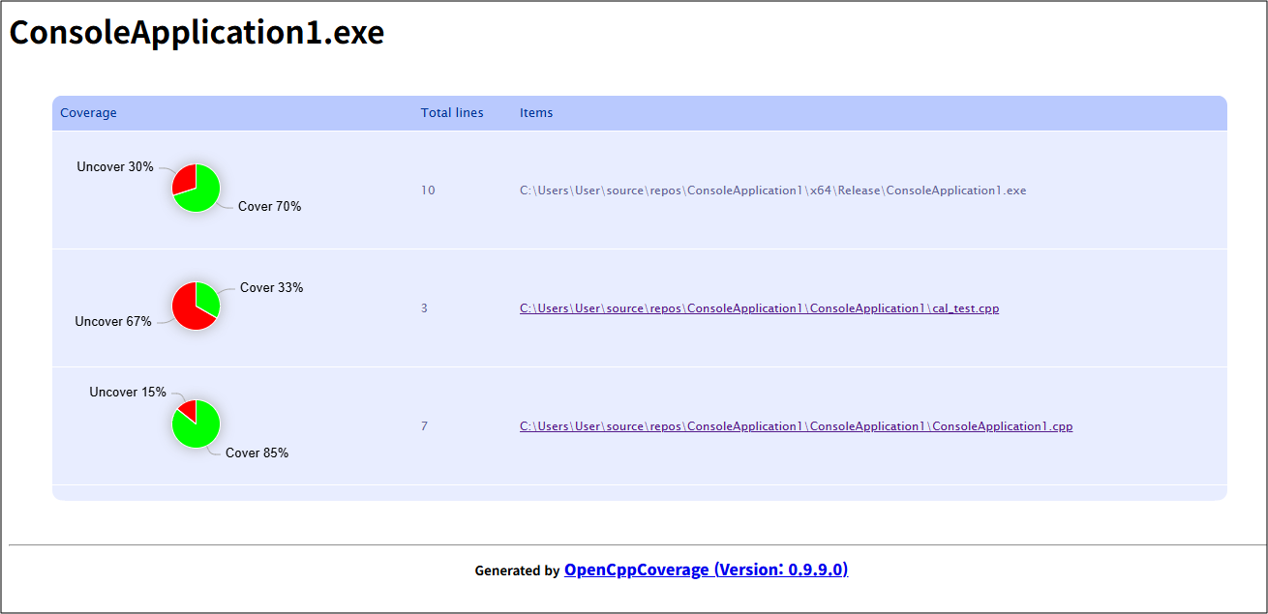 ConsoleApplication1.exe
Coverage Total lines Items
Uncover 30%
Cover 70%
10 C:\Users\User\source\repos\ConsoleApplication1\x64\Release\ConsoleApplication1.exe
Cover 33%
Uncover 67%
3 C:\Users\User\source\repos\ConsoleApplication1\ConsoleApplication1\cal_test.cpp
Uncover 15%
Cover 85%
7 C:\Users\User\source\repos\ConsoleApplication1\ConsoleApplication1\ConsoleApplication1.cpp
Generated by OpenCppCoverage (Version: 0.9.9.0)